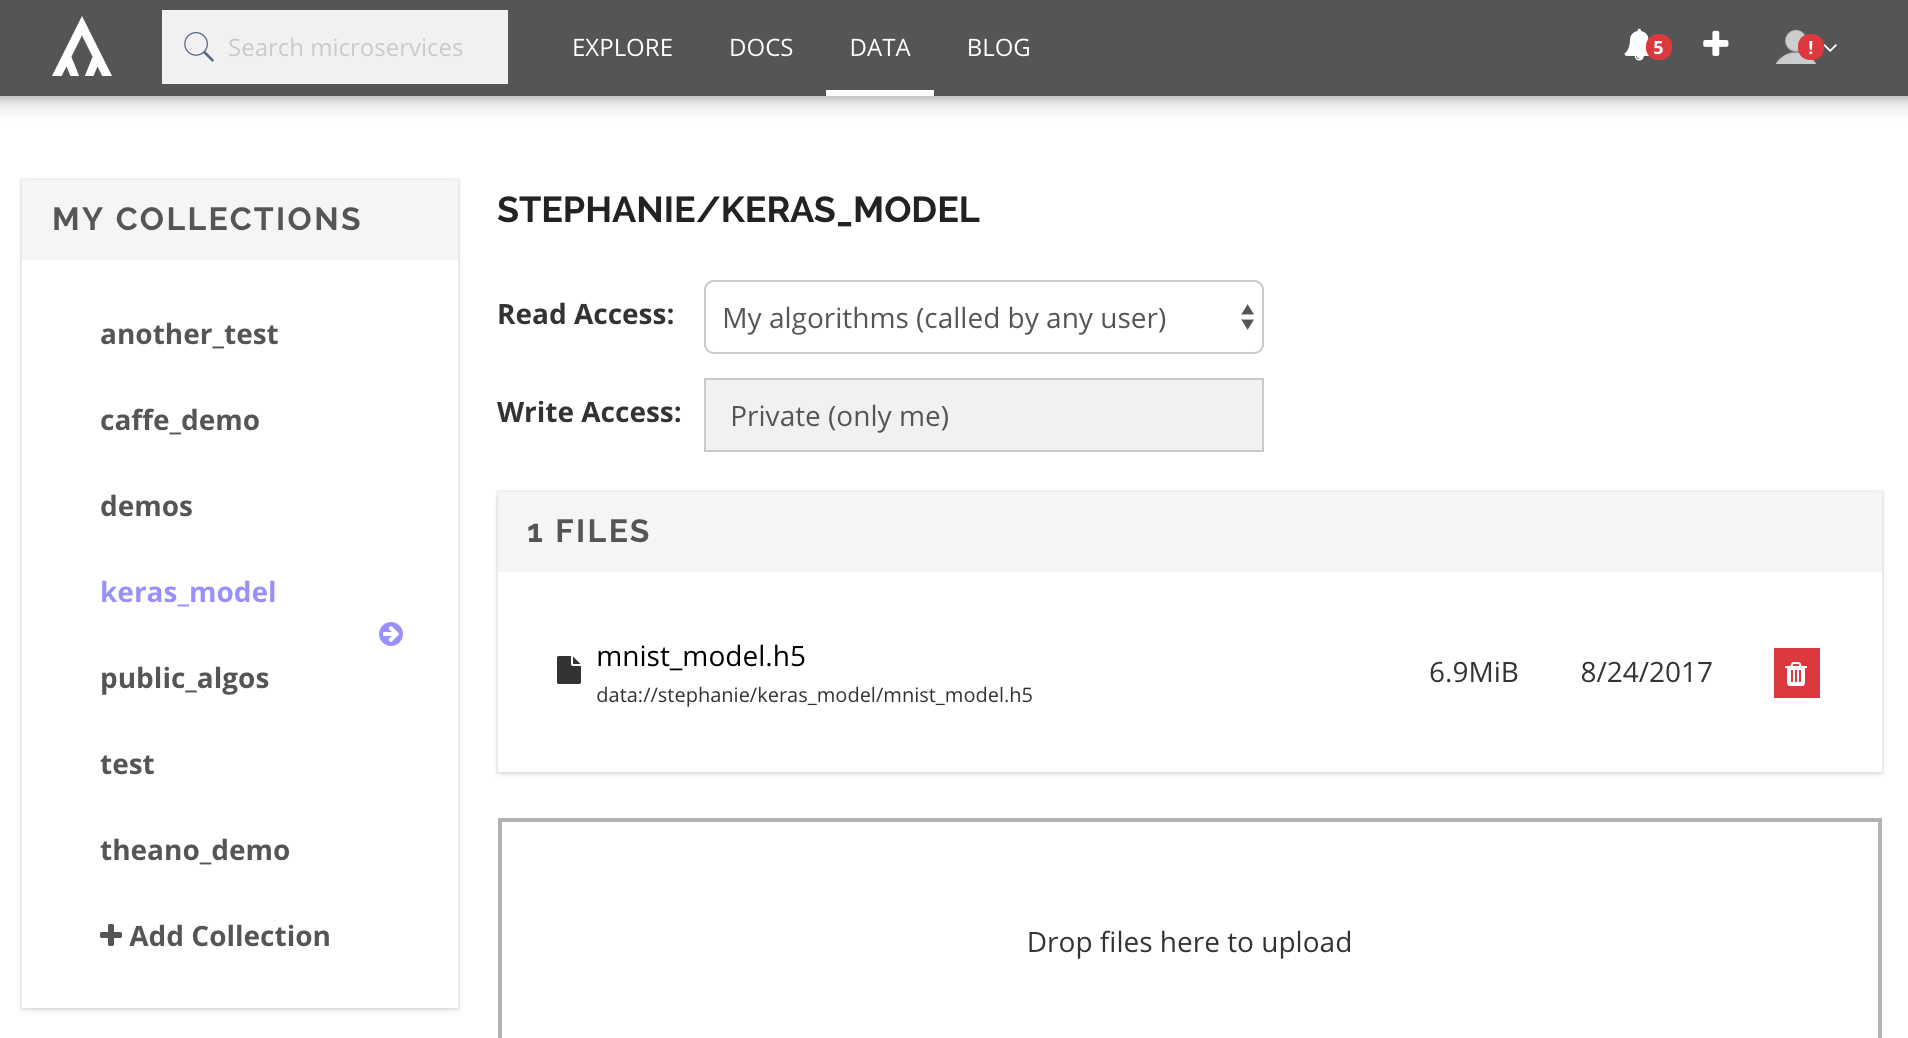 Search microservices
EXPLORE
DOCS
DATA
BLOG
5
!
MY COLLECTIONS
another_test
caffe_demo
demos
keras_model
public_algos
test
theano_demo
Add Collection
STEPHANIE/KERAS_MODEL
Read Access: My algorithms (called by any user)
Write Access: Private (only me)
1 FILES
mnist_model.h5
data://stephanie/keras_model/mnist_model.h5
6.9MiB
8/24/2017
Drop files here to upload